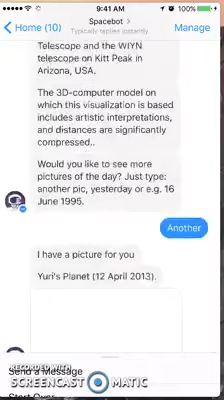 9:41 AM
100%
Home (10)
Spacebot
Typically replies instantly
Manage
Telescope and the WIYN
telescope on Kitt Peak in
Arizona, USA.
The 3D-computer model on
which this visualization is based
includes artistic interpretations,
and distances are significantly
compressed..
Would you like to see more
pictures of the day? Just type:
another pic, yesterday or e.g. 16
June 1995.
Another
I have a picture for you
Yuri's Planet (12 April 2013).
RECORDED WITH
Send a Message
SCREENCAST MATIC
Start Over